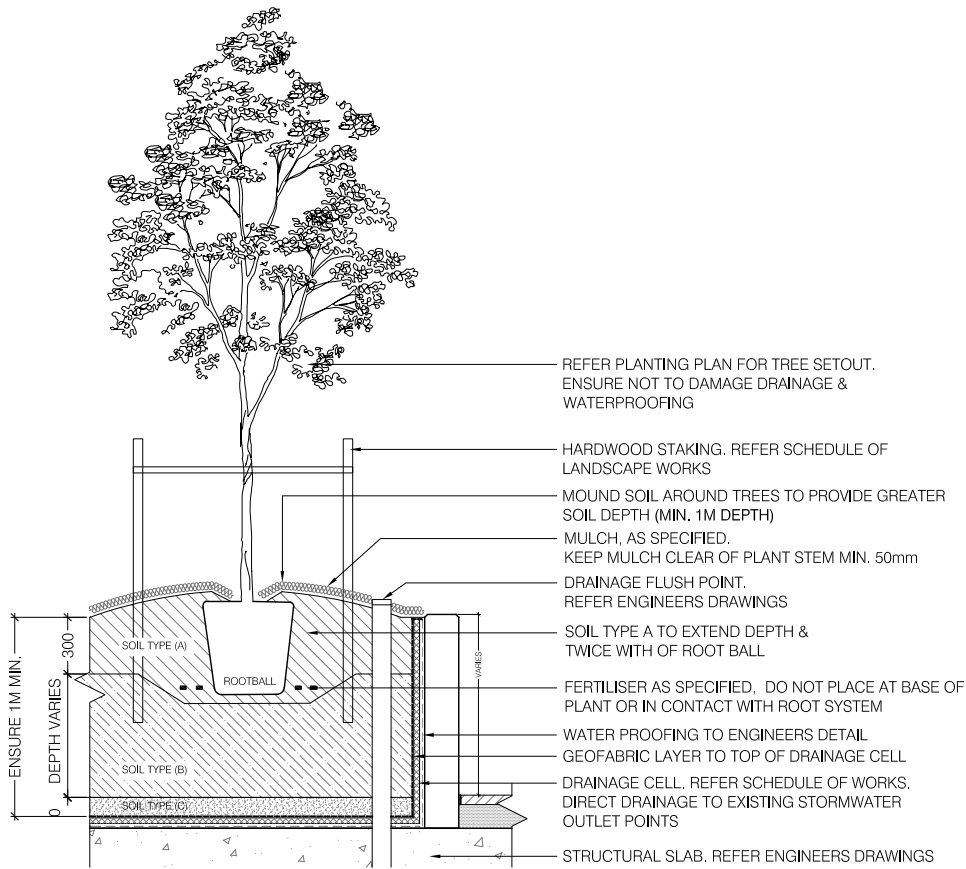 REFER PLANTING PLAN FOR TREE SETOUT.
ENSURE NOT TO DAMAGE DRAINAGE &
WATERPROOFING
HARDWOOD STAKING. REFER SCHEDULE OF
LANDSCAPE WORKS
MOUND SOIL AROUND TREES TO PROVIDE GREATER
SOIL DEPTH (MIN. 1M DEPTH)
MULCH, AS SPECIFIED.
KEEP MULCH CLEAR OF PLANT STEM MIN. 50mm
DRAINAGE FLUSH POINT.
REFER ENGINEERS DRAWINGS
SOIL TYPE A TO EXTEND DEPTH &
TWICE WITH OF ROOT BALL
FERTILISER AS SPECIFIED, DO NOT PLACE AT BASE OF
PLANT OR IN CONTACT WITH ROOT SYSTEM
WATER PROOFING TO ENGINEERS DETAIL
GEOFABRIC LAYER TO TOP OF DRAINAGE CELL
DRAINAGE CELL. REFER SCHEDULE OF WORKS.
DIRECT DRAINAGE TO EXISTING STORMWATER
OUTLET POINTS
STRUCTURAL SLAB. REFER ENGINEERS DRAWINGS
ENSURE 1M MIN.
300
DEPTH VARIES
0
SOIL TYPE (A)
ROOTBALL
SOIL TYPE (B)
SOIL TYPE (C)
VARIES